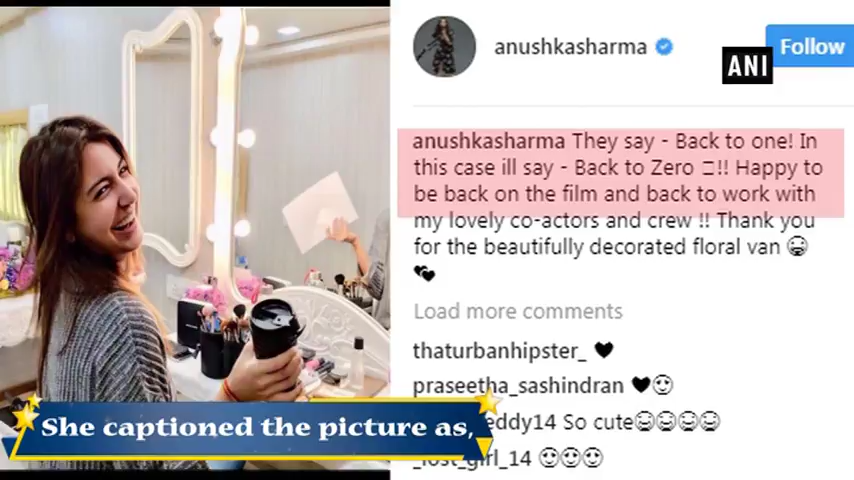 anushkasharma
Follow
ANI
anushkasharma They say - Back to one! In
this case ill say - Back to Zero !! Happy to
be back on the film and back to work with
my lovely co-actors and crew !! Thank you
for the beautifully decorated floral van
Load more comments
thaturbanhipster_
praseetha_sashindran
eddy14 So cute
_lost_girl_14
She captioned the picture as,